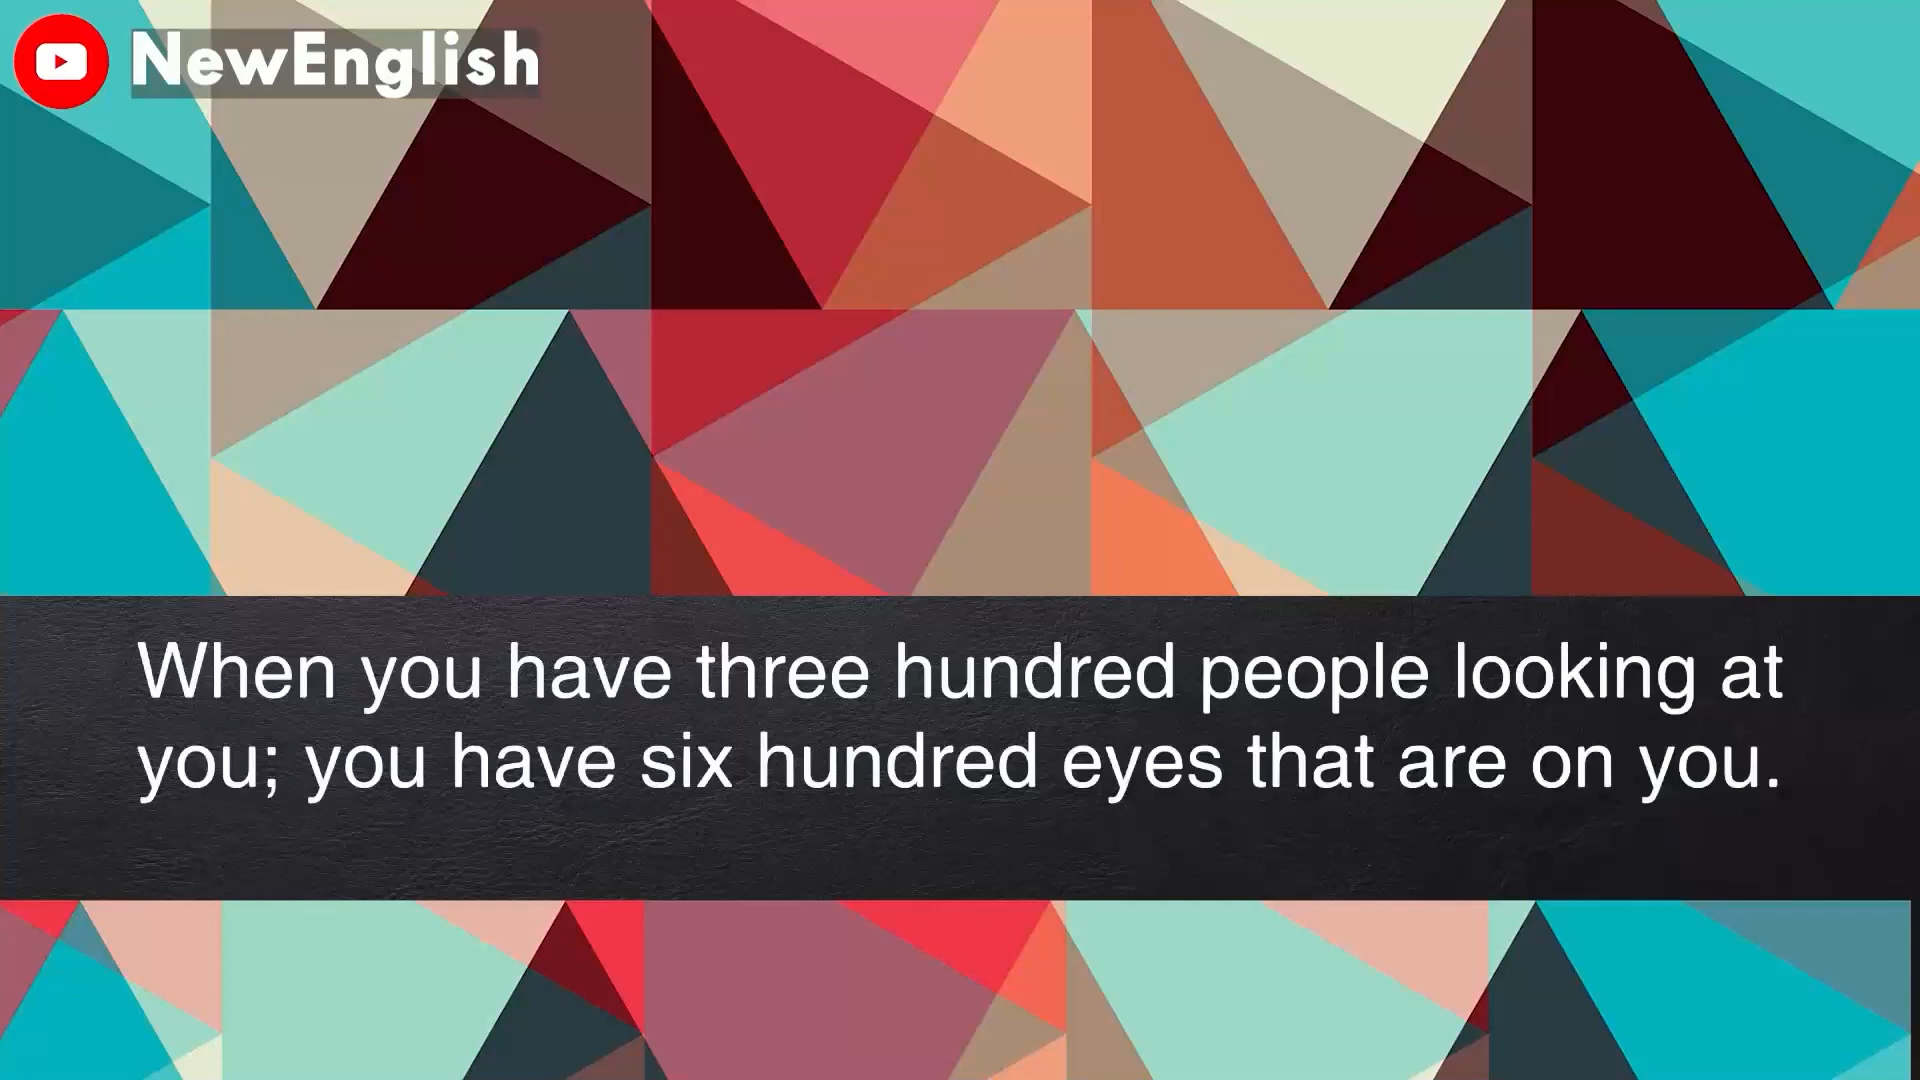 NewEnglish
When you have three hundred people looking at
you; you have six hundred eyes that are on you.